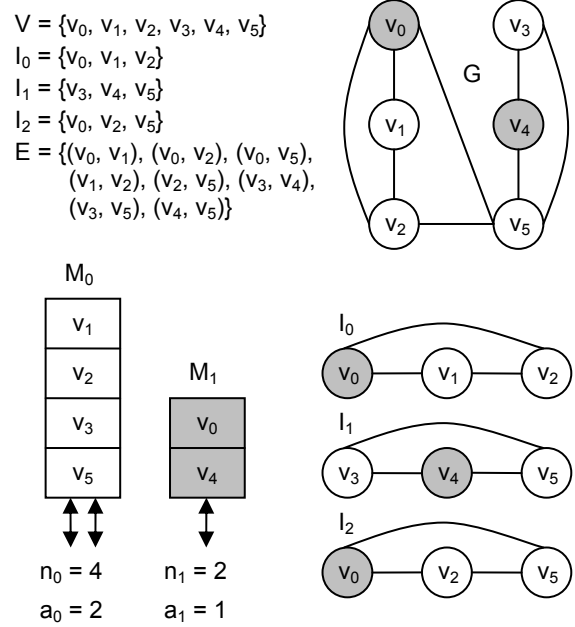 V = {v₀, v₁, v₂, v₃, v₄, v₅}
I₀ = {v₀, v₁, v₂}
I₁ = {v₃, v₄, v₅}
I₂ = {v₀, v₂, v₅}
E = {(v₀, v₁), (v₀, v₂), (v₀, v₅),
(v₁, v₂), (v₂, v₅), (v₃, v₄),
(v₃, v₅), (v₄, v₅)}
v₀ v₃
G
v₁ v₄
v₂ v₅
M₀
v₁
v₂
v₃
v₅
n₀ = 4
a₀ = 2
M₁
v₀
v₄
n₁ = 2
a₁ = 1
I₀
v₀ v₁ v₂
I₁
v₃ v₄ v₅
I₂
v₀ v₂ v₅